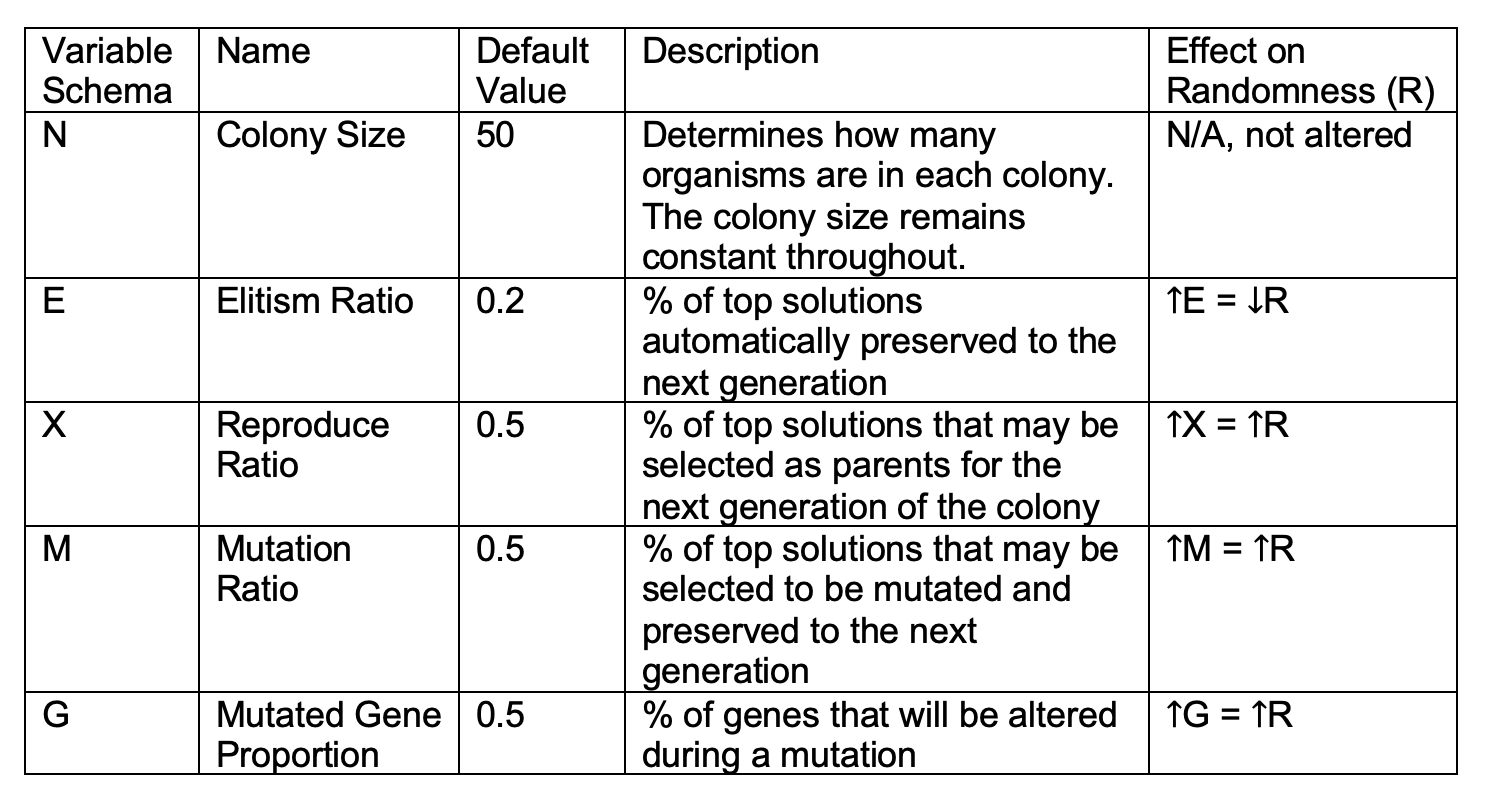 Variable Schema
Name
Default Value
Description
Effect on Randomness (R)
N
Colony Size
50
Determines how many
organisms are in each colony.
The colony size remains
constant throughout.
N/A, not altered
E
Elitism Ratio
0.2
% of top solutions
automatically preserved to the
next generation
↑E = ↓R
X
Reproduce
Ratio
0.5
% of top solutions that may be
selected as parents for the
next generation of the colony
↑X = ↑R
M
Mutation
Ratio
0.5
% of top solutions that may be
selected to be mutated and
preserved to the next
generation
↑M = ↑R
G
Mutated Gene
Proportion
0.5
% of genes that will be altered
during a mutation
↑G = ↑R